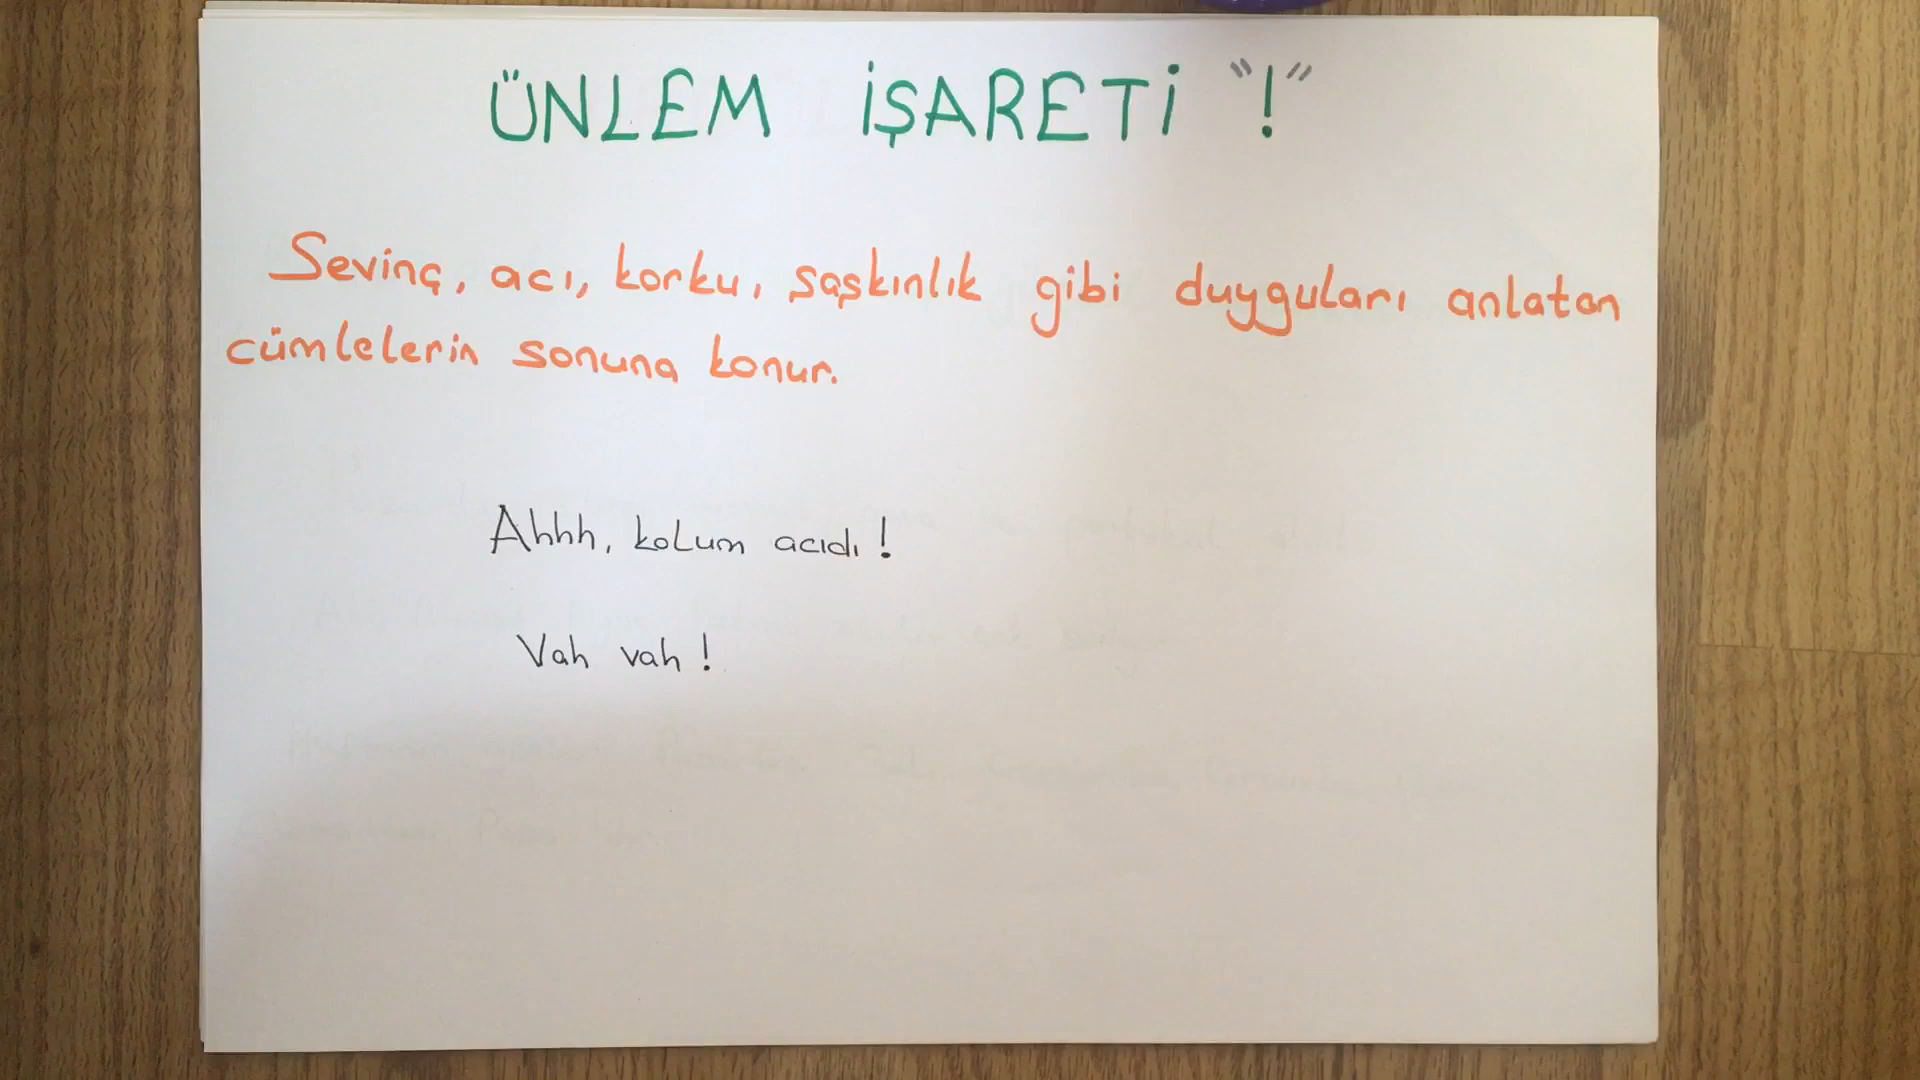 ÜNLEM İŞARETİ "!"
Sevinç, acı, korku, şaşkınlık gibi duyguları anlatan
cümlelerin sonuna konur.
Ahhh, kolum acıdı!
Vah vah!